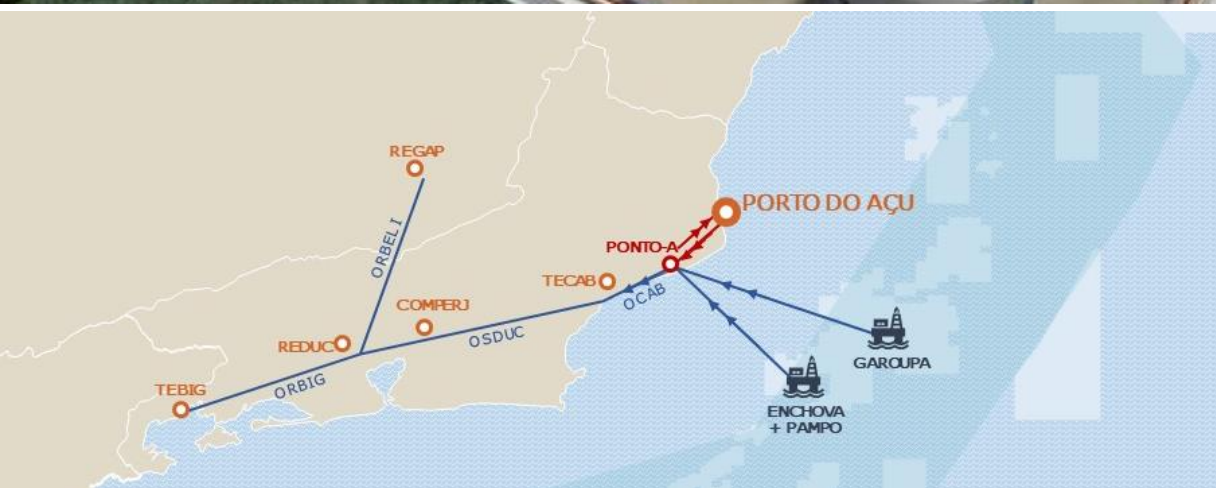 REGAP
PORTO DO AÇU
ORBEL I
PONTO-A
TECAB
OCAB
COMPERJ
OSDUC
REDUC
GAROUPA
TEBIG
ORBIG
ENCHOVA
+ PAMPO